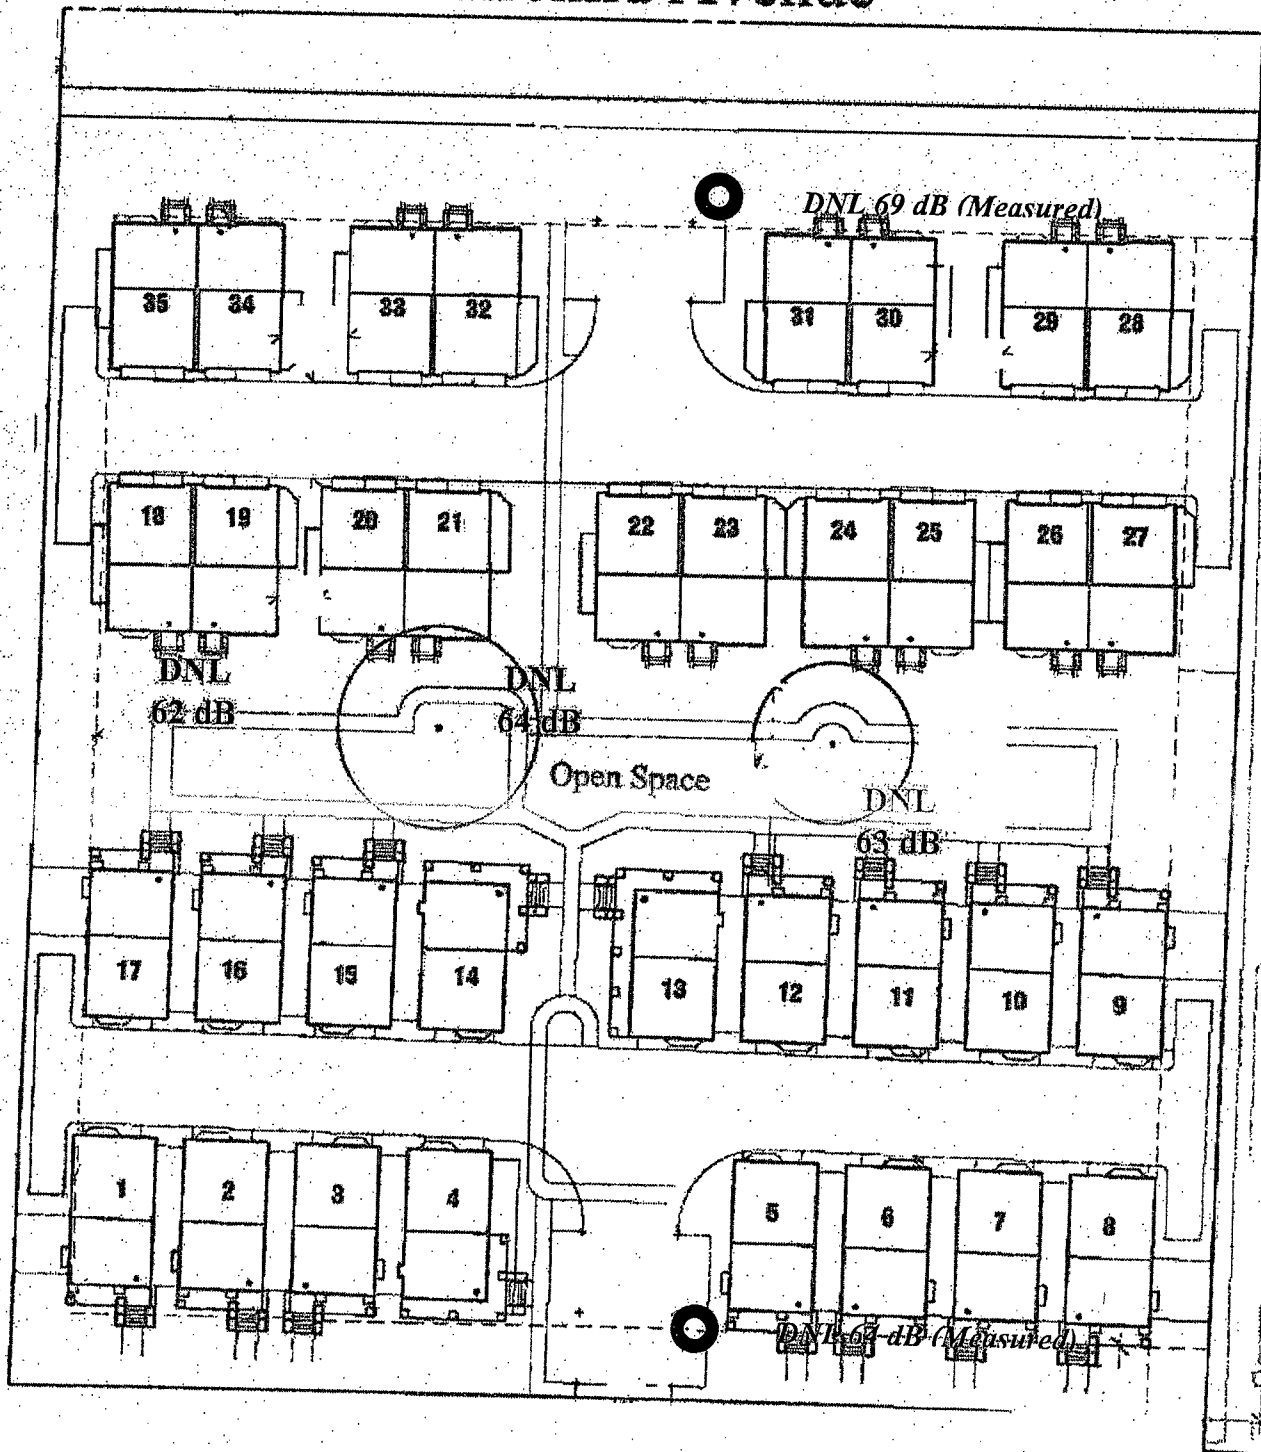 DNL 69 dB (Measured)
35 34 33 32 31 30 29 28
18 19 20 21 22 23 24 25 26 27
DNL
62 dB
DNL
64 dB
Open Space
DNL
63 dB
17 16 15 14 13 12 11 10 9
1 2 3 4 5 6 7 8
dB (Measured)